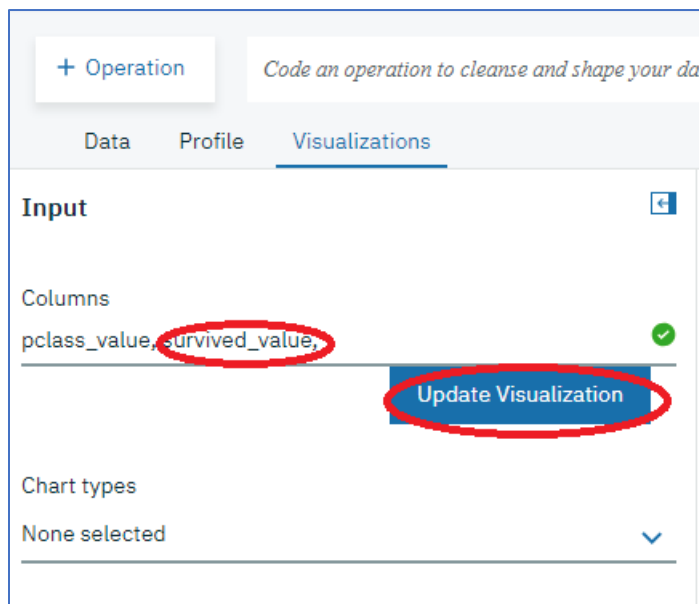 + Operation
Code an operation to cleanse and shape your da
Data Profile Visualizations
Input
Columns
pclass_value, survived_value,
Update Visualization
Chart types
None selected